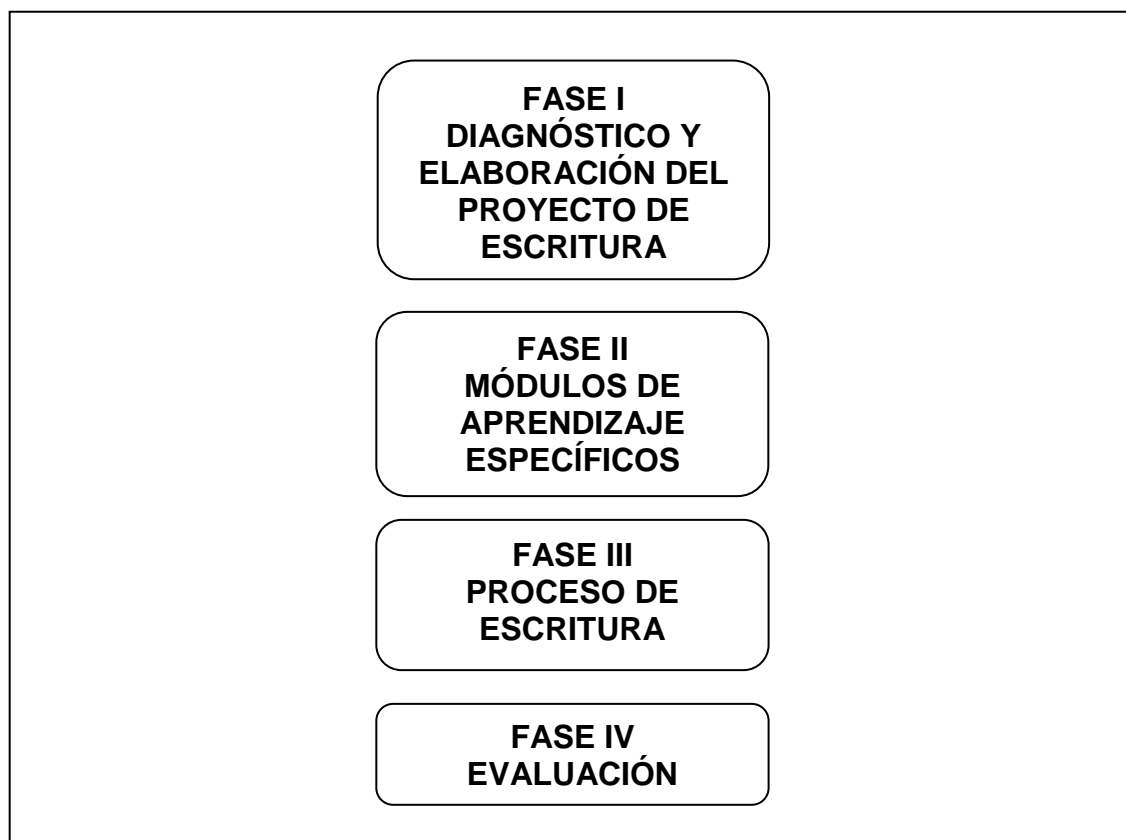 FASE I
DIAGNÓSTICO Y
ELABORACIÓN DEL
PROYECTO DE
ESCRITURA
FASE II
MÓDULOS DE
APRENDIZAJE
ESPECÍFICOS
FASE III
PROCESO DE
ESCRITURA
FASE IV
EVALUACIÓN